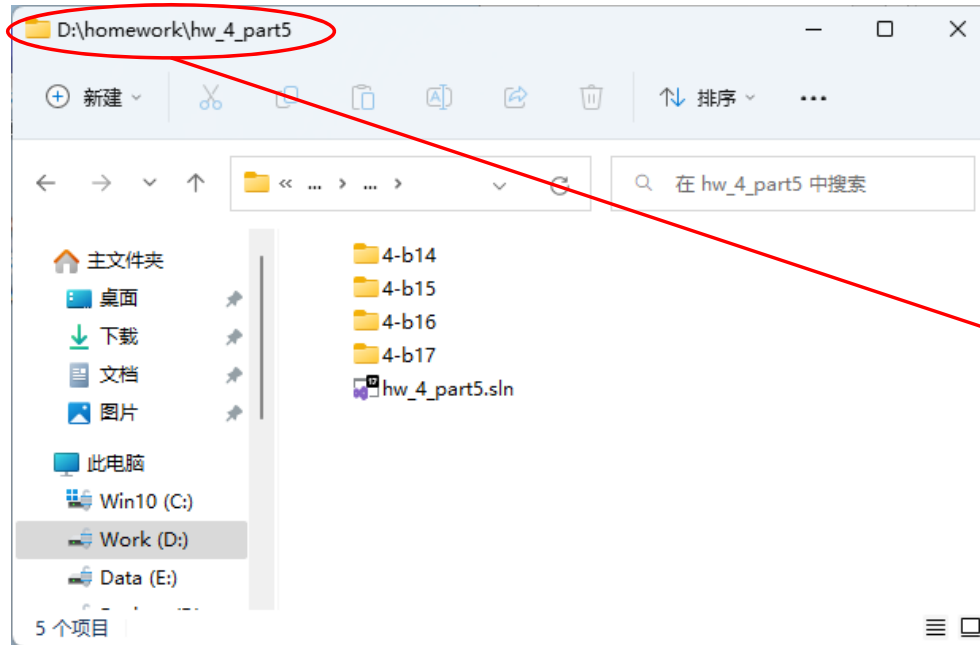 D:\homework\hw_4_part5
新建
排序
« ... › ... ›
在 hw_4_part5 中搜索
主文件夹
桌面
下载
文档
图片
此电脑
Win10 (C:)
Work (D:)
Data (E:)
4-b14
4-b15
4-b16
4-b17
hw_4_part5.sln
5 个项目